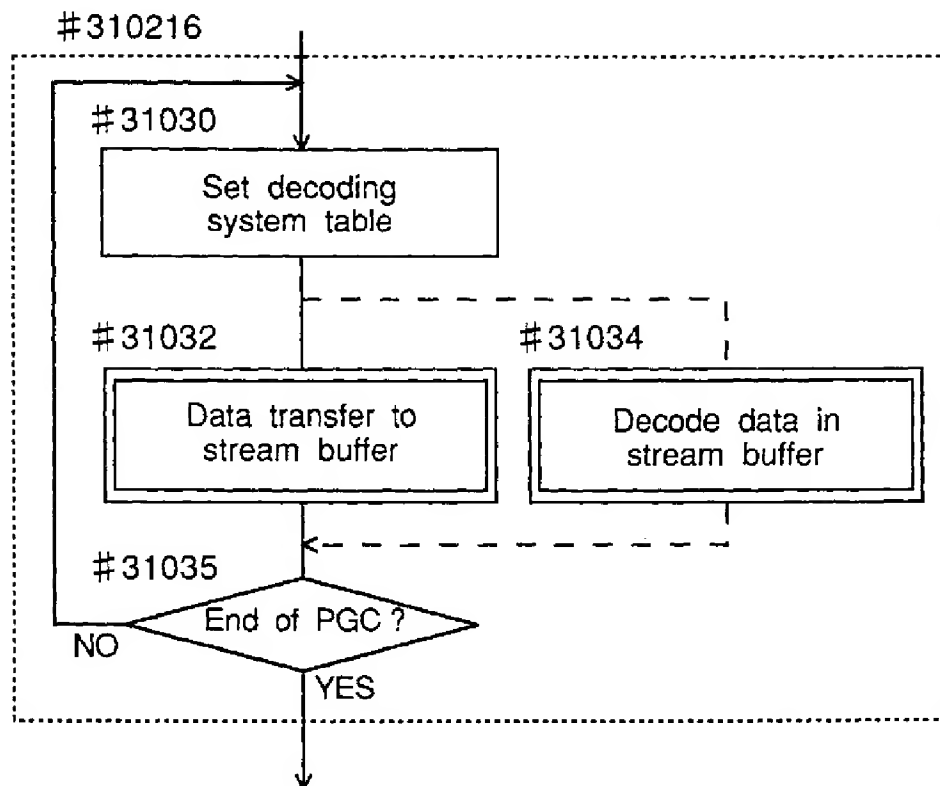 #310216
#31030
Set decoding
system table
#31032
#31034
Data transfer to
stream buffer
Decode data in
stream buffer
#31035
End of PGC?
NO
YES